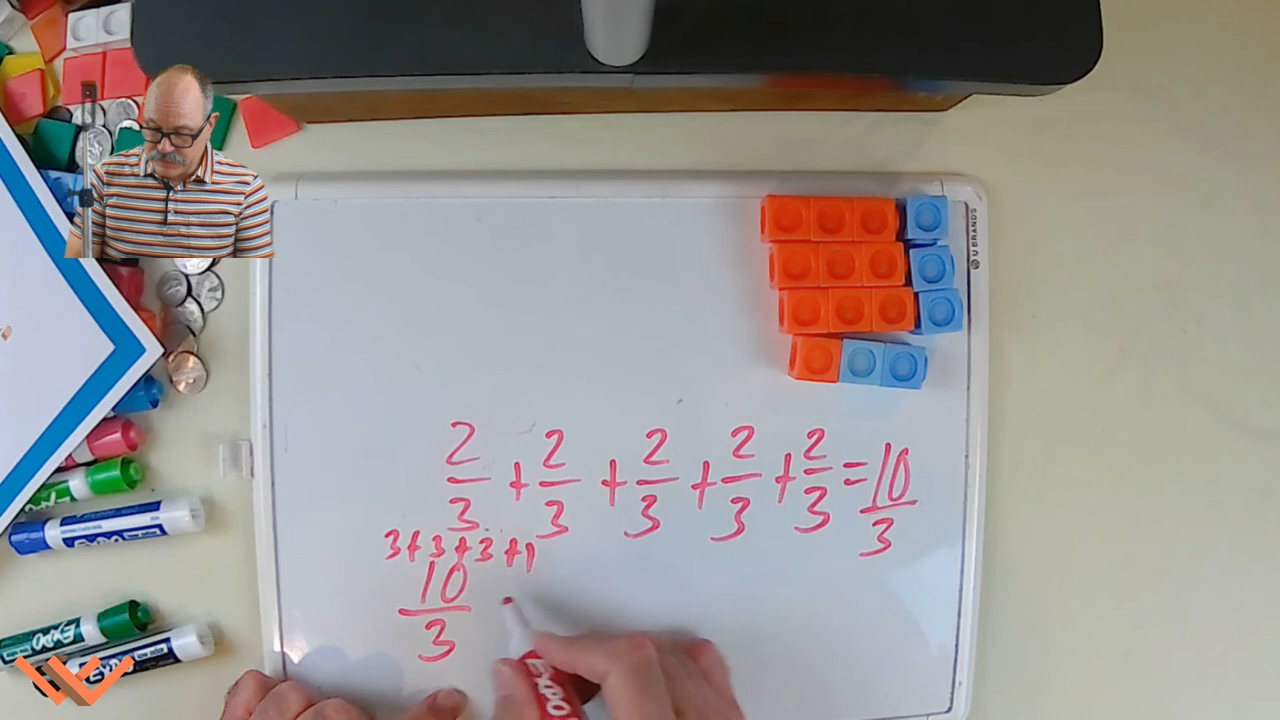 U BRANDS
2/3 + 2/3 + 2/3 + 2/3 + 2/3 = 10/3
3+3+3+1
10/3
EXPO
EXPO
EXPO
EXPO